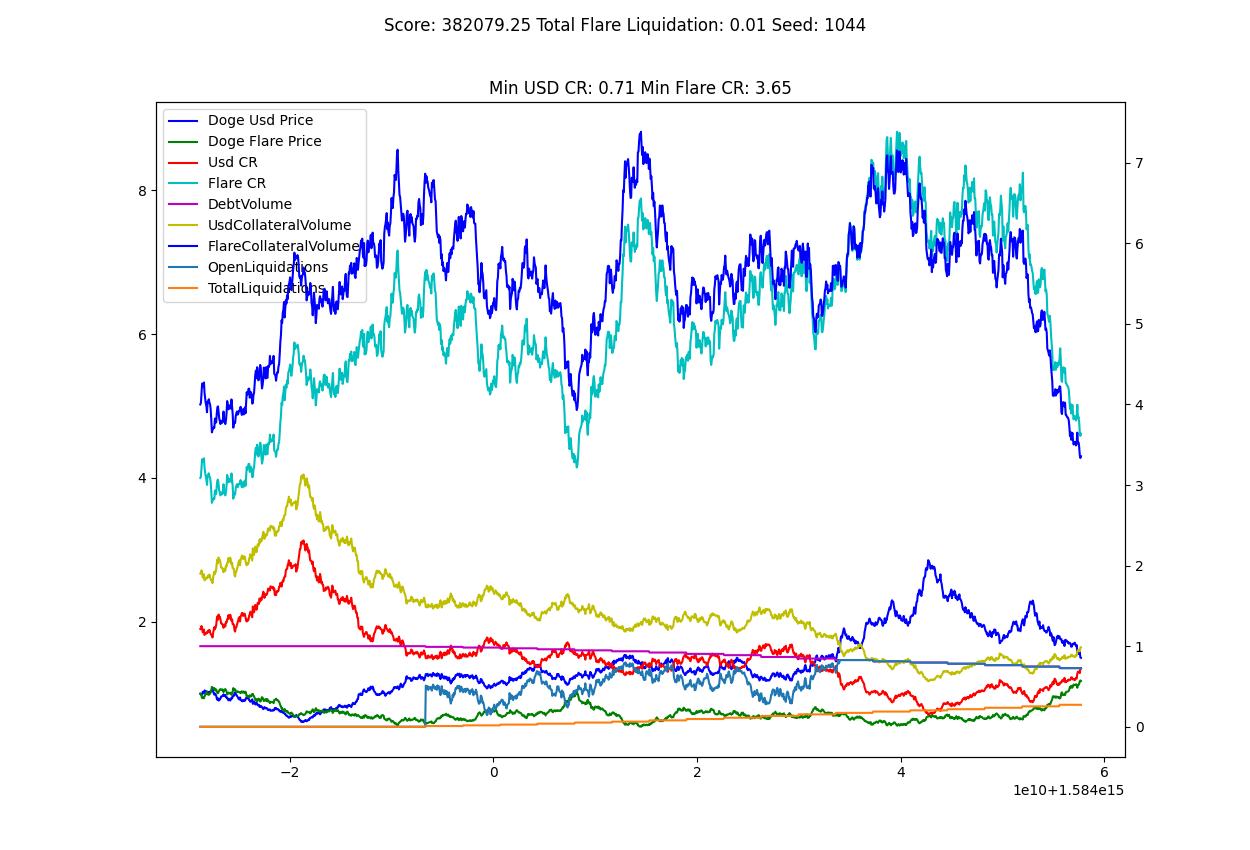 Score: 382079.25 Total Flare Liquidation: 0.01 Seed: 1044
Min USD CR: 0.71 Min Flare CR: 3.65
Doge Usd Price
Doge Flare Price
Usd CR
Flare CR
DebtVolume
UsdCollateralVolume
FlareCollateralVolume
OpenLiquidations
TotalLiquidations
8
6
4
2
7
6
5
4
3
2
1
0
−2
0
2
4
6
1e10+1.584e15